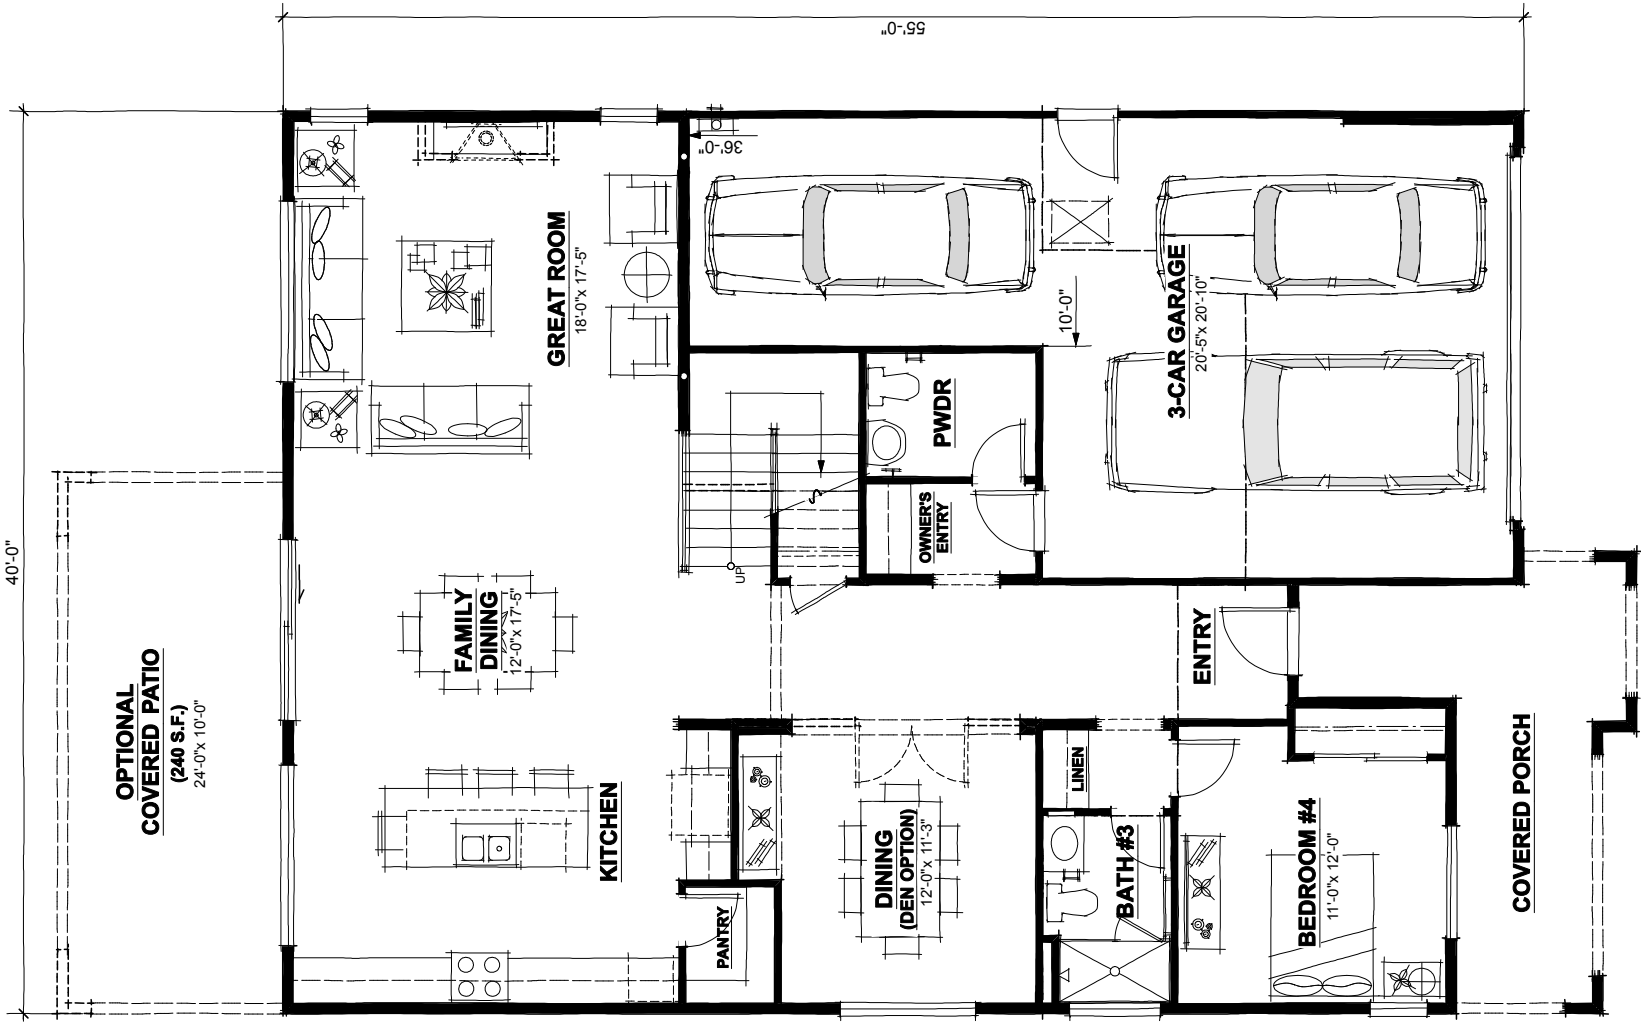 55'-0"
40'-0"
36'-0"
10'-0"
GREAT ROOM
18'-0"x 17'-5"
3-CAR GARAGE
20'-5"x 20'-10"
PWDR
OWNER'S
ENTRY
UP
FAMILY
DINING
12'-0"x 17'-5"
ENTRY
OPTIONAL
COVERED PATIO
(240 S.F.)
24'-0"x 10'-0"
KITCHEN
PANTRY
DINING
(DEN OPTION)
12'-0"x 11'-3"
LINEN
BATH #3
BEDROOM #4
11'-0"x 12'-0"
COVERED PORCH